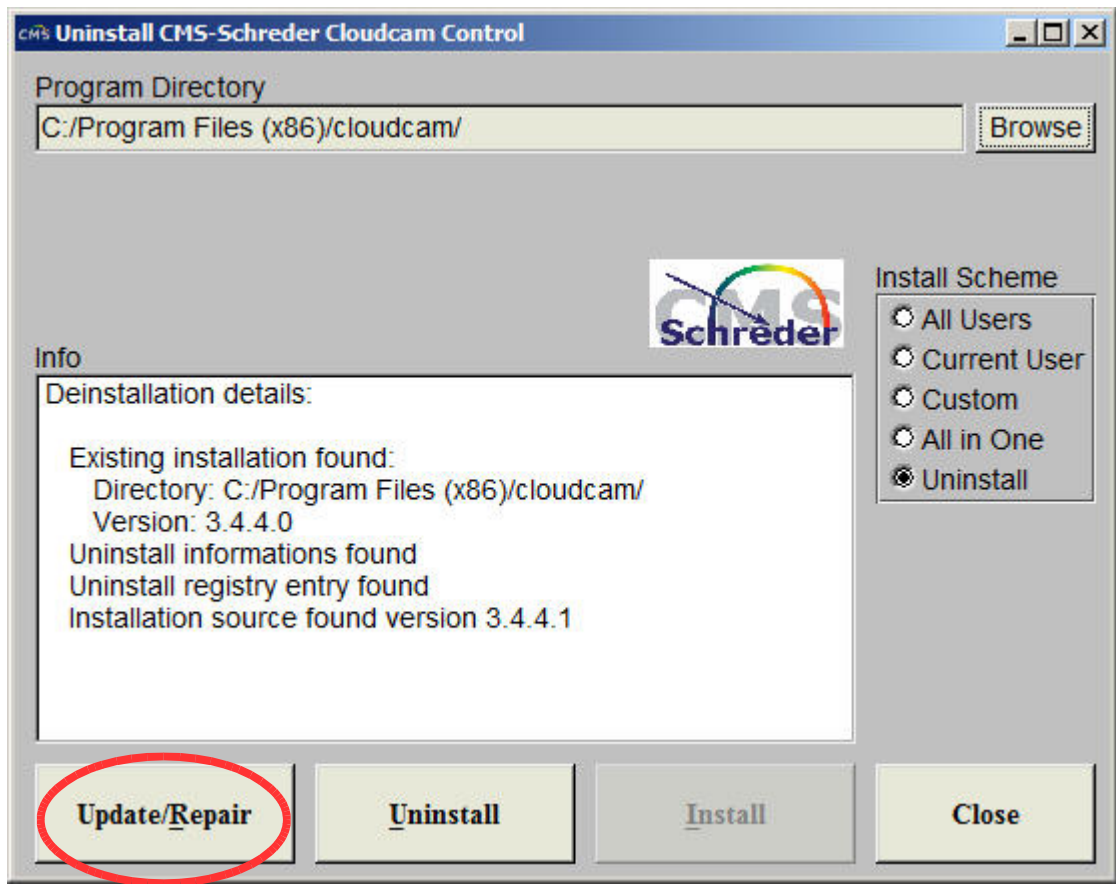 CMS Uninstall CMS-Schreder Cloudcam Control
Program Directory
C:/Program Files (x86)/cloudcam/
Browse
CMS
Schreder
Install Scheme
All Users
Current User
Custom
All in One
Uninstall
Info
Deinstallation details:
Existing installation found:
Directory: C:/Program Files (x86)/cloudcam/
Version: 3.4.4.0
Uninstall informations found
Uninstall registry entry found
Installation source found version 3.4.4.1
Update/Repair
Uninstall
Install
Close